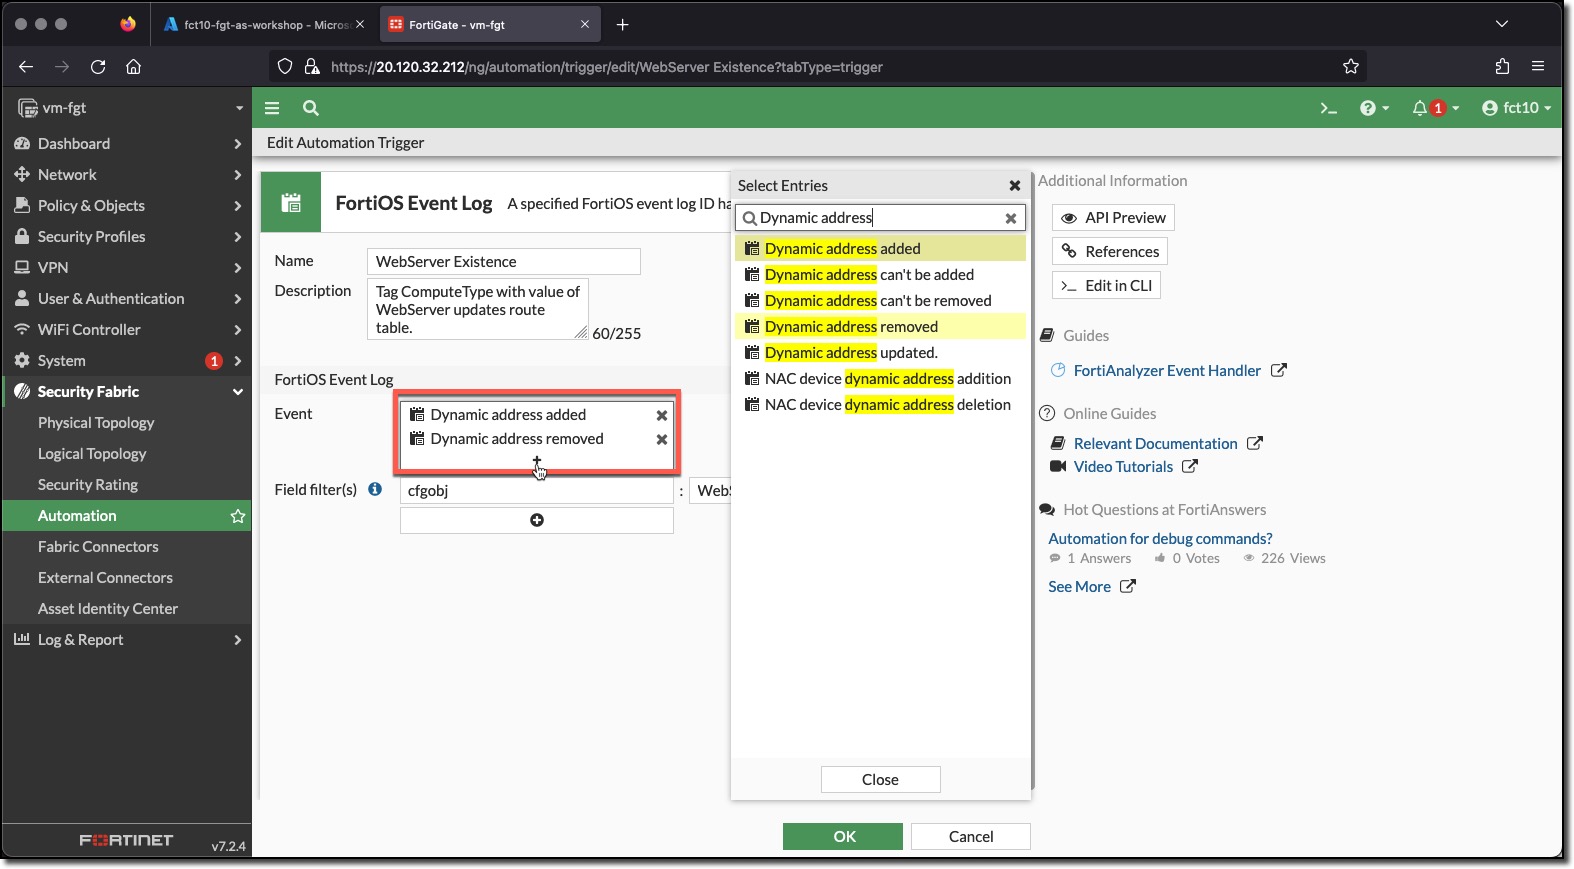 fct10-fgt-as-workshop - Micros
FortiGate - vm-fgt
https://20.120.32.212/ng/automation/trigger/edit/WebServer Existence?tabType=trigger
vm-fgt
1
fct10
Dashboard
Network
Policy & Objects
Security Profiles
VPN
User & Authentication
WiFi Controller
System
1
Security Fabric
Physical Topology
Logical Topology
Security Rating
Automation
Fabric Connectors
External Connectors
Asset Identity Center
Log & Report
FORTINET
v7.2.4
Edit Automation Trigger
FortiOS Event Log
A specified FortiOS event log ID ha
Name
WebServer Existence
Description
Tag ComputeType with value of
WebServer updates route
table.
60/255
FortiOS Event Log
Event
Dynamic address added
Dynamic address removed
Field filter(s)
cfgobj
:
WebS
Select Entries
Dynamic address
Dynamic address added
Dynamic address can't be added
Dynamic address can't be removed
Dynamic address removed
Dynamic address updated.
NAC device dynamic address addition
NAC device dynamic address deletion
Close
OK
Cancel
Additional Information
API Preview
References
>_ Edit in CLI
Guides
FortiAnalyzer Event Handler
Online Guides
Relevant Documentation
Video Tutorials
Hot Questions at FortiAnswers
Automation for debug commands?
1 Answers
0 Votes
226 Views
See More